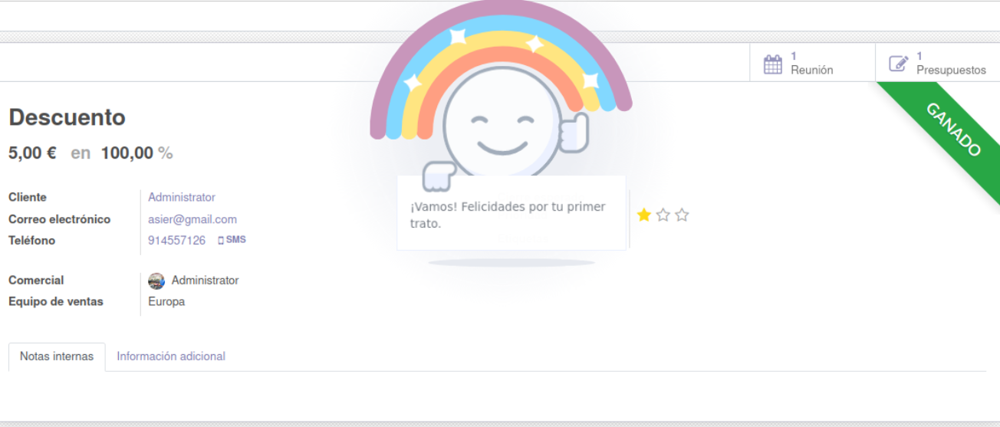 1
Reunión
1
Presupuestos
GANADO
Descuento
5,00 € en 100,00 %
Cliente Administrator
Correo electrónico asier@gmail.com
Teléfono 914557126 SMS
¡Vamos! Felicidades por tu primer
trato.
Comercial Administrator
Equipo de ventas Europa
Notas internas Información adicional